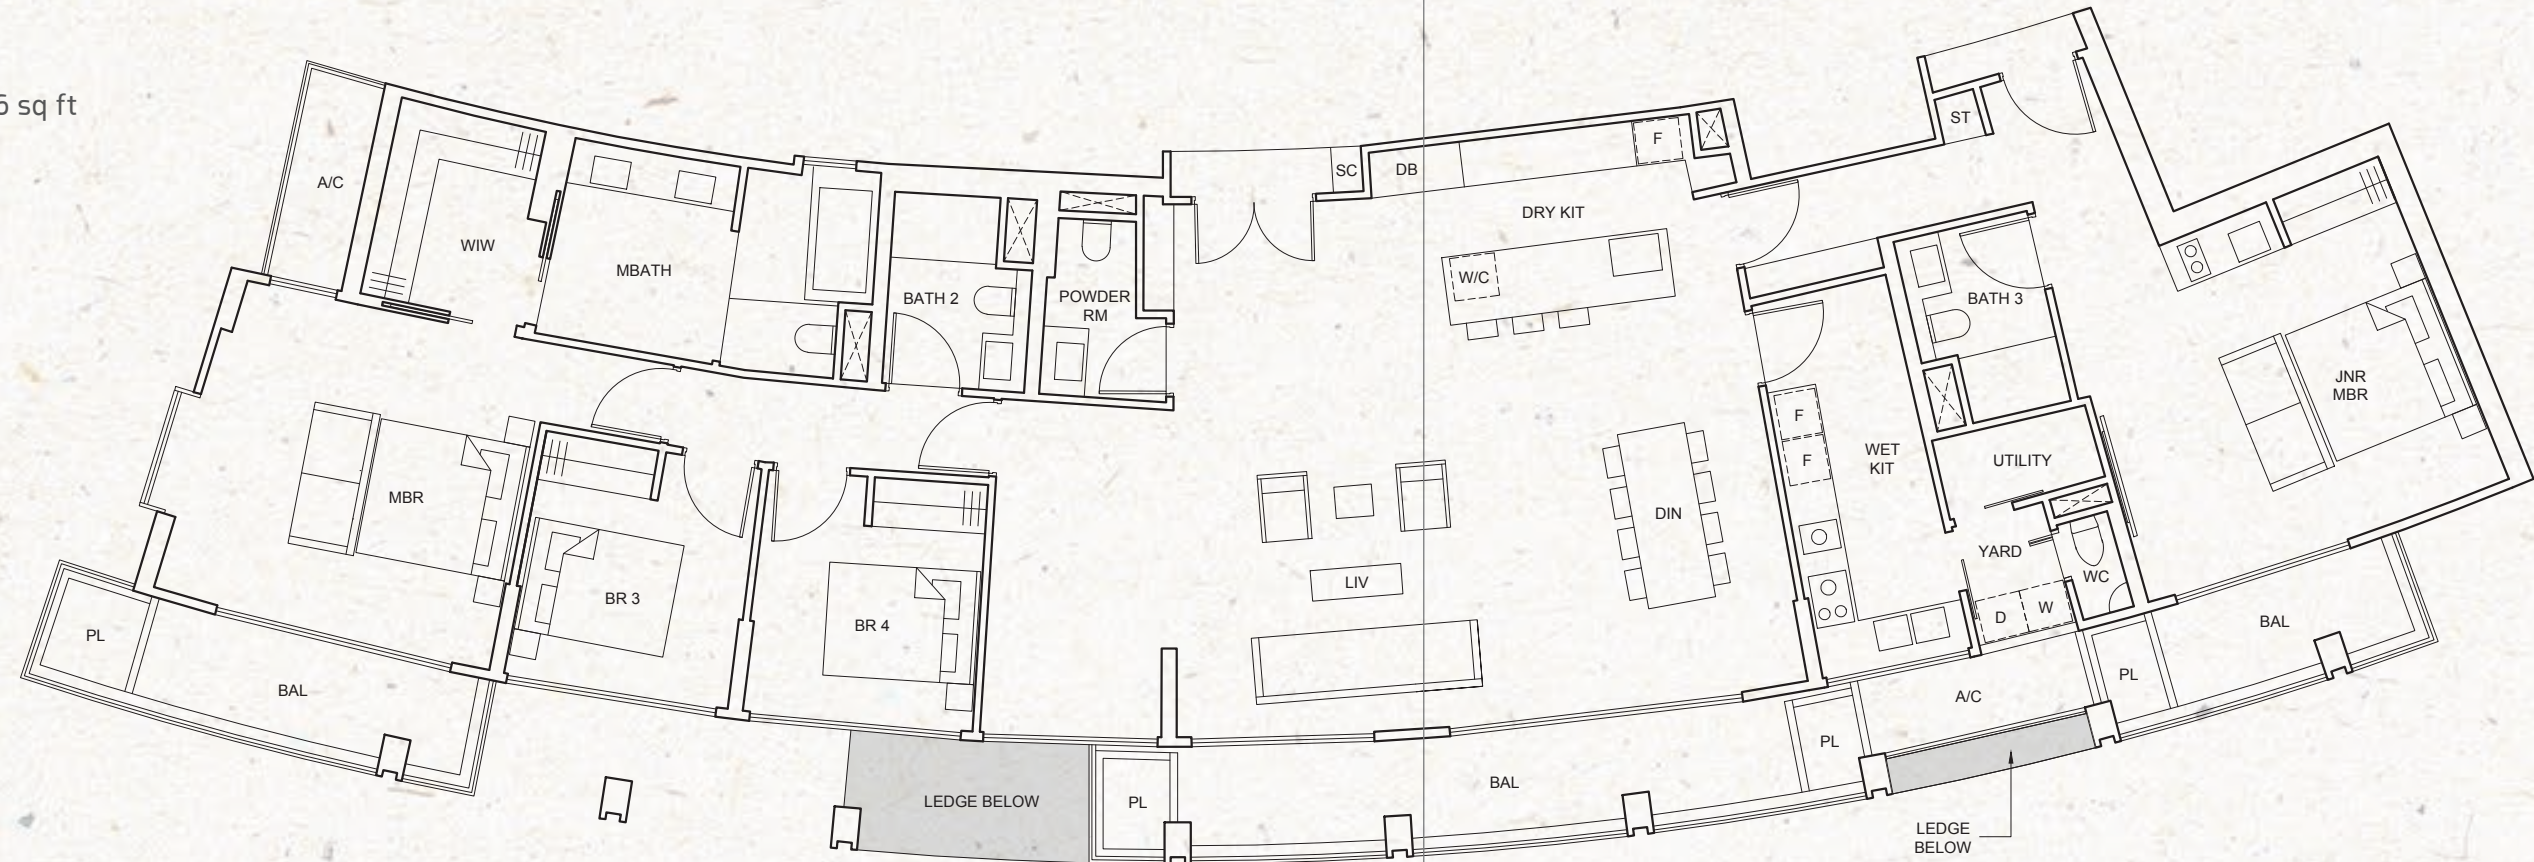 sq ft
A/C
WIW
MBATH
BATH 2
POWDER
RM
SC
DB
F
DRY KIT
W/C
ST
BATH 3
JNR
MBR
F
F
WET
KIT
UTILITY
YARD
WC
D
W
DIN
LIV
MBR
BR 3
BR 4
PL
BAL
LEDGE BELOW
PL
BAL
PL
A/C
PL
BAL
LEDGE
BELOW